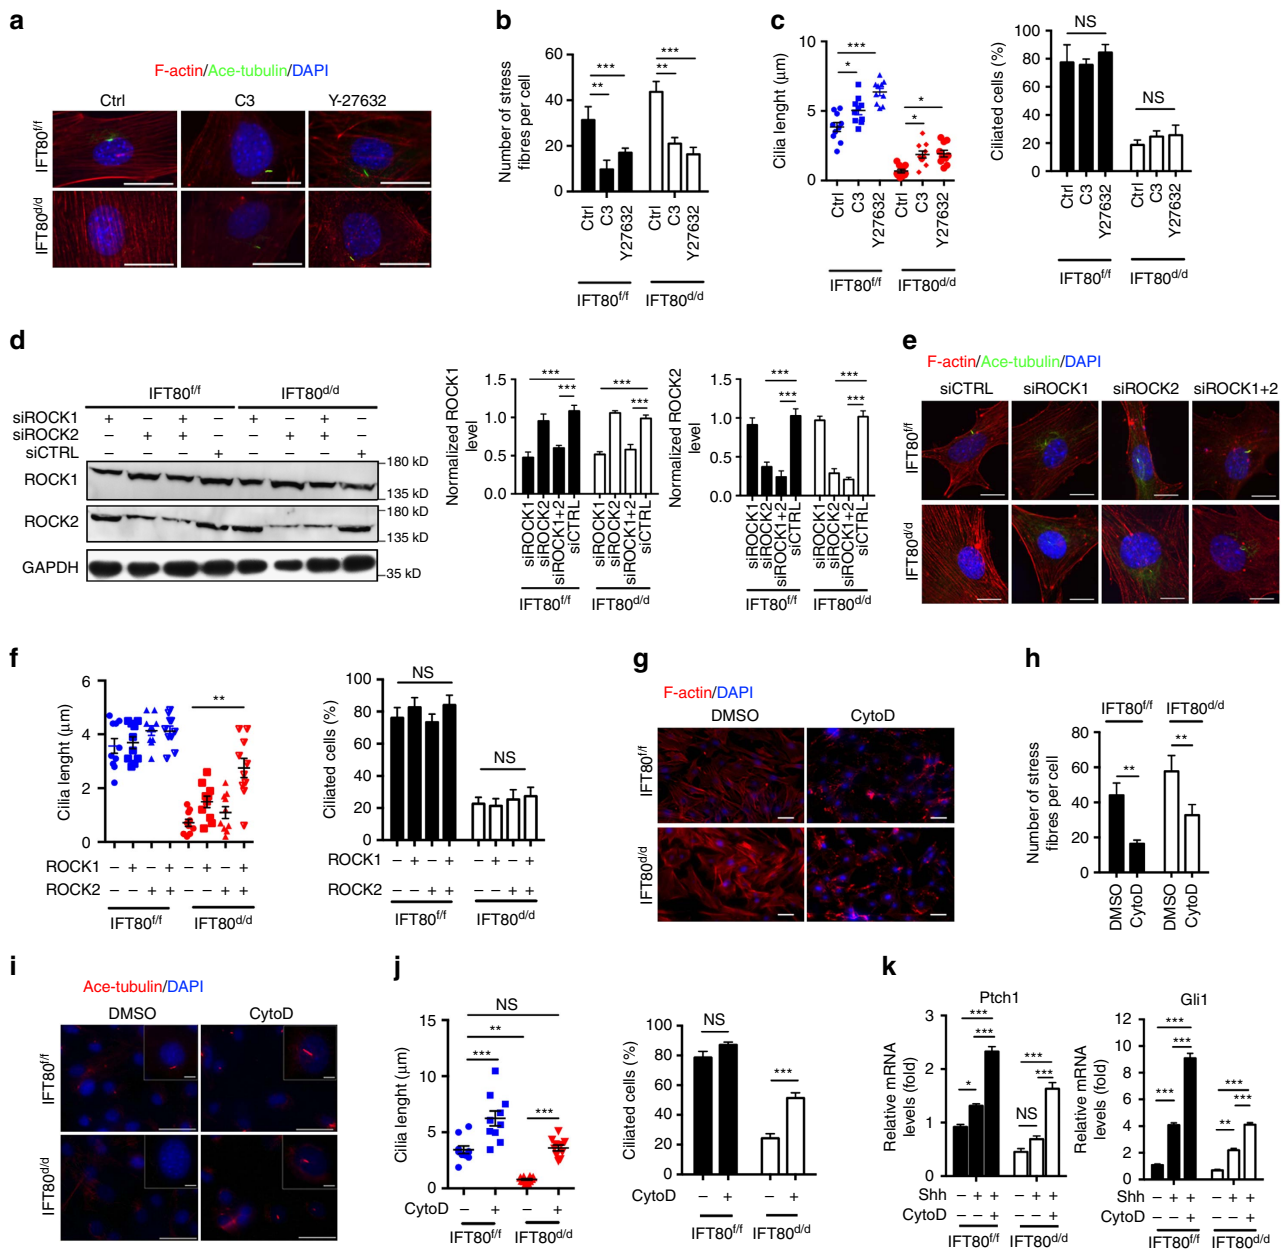 a
F-actin/Ace-tubulin/DAPI
Ctrl
C3
Y-27632
IFT80f/f
IFT80d/d
b
Number of stress
fibres per cell
60
40
20
0
** ***
** ***
Ctrl
C3
Y27632
Ctrl
C3
Y27632
IFT80f/f
IFT80d/d
c
Cilia lenght (µm)
10
5
0
***
*
*
*
Ctrl
C3
Y27632
Ctrl
C3
Y27632
IFT80f/f
IFT80d/d
Ciliated cells (%)
100
80
60
40
20
0
NS
NS
Ctrl
C3
Y27632
Ctrl
C3
Y27632
IFT80f/f
IFT80d/d
d
IFT80f/f
IFT80d/d
siROCK1 + – + – + – + –
siROCK2 – + + – – + + –
siCTRL – – – + – – – +
ROCK1
180 kD
135 kD
ROCK2
180 kD
135 kD
GAPDH
35 kD
Normalized ROCK1
level
1.5
1.0
0.5
0.0
***
***
***
***
siROCK1
siROCK2
siROCK1+2
siCTRL
siROCK1
siROCK2
siROCK1+2
siCTRL
IFT80f/f
IFT80d/d
Normalized ROCK2
level
1.5
1.0
0.5
0.0
***
***
***
***
siROCK1
siROCK2
siROCK1+2
siCTRL
siROCK1
siROCK2
siROCK1+2
siCTRL
IFT80f/f
IFT80d/d
e
F-actin/Ace-tubulin/DAPI
siCTRL
siROCK1
siROCK2
siROCK1+2
IFT80f/f
IFT80d/d
f
Cilia lenght (µm)
6
4
2
0
**
ROCK1 – + – + – + – +
ROCK2 – – + + – – + +
IFT80f/f
IFT80d/d
Ciliated cells (%)
100
80
60
40
20
0
NS
NS
ROCK1 – + – + – + – +
ROCK2 – – + + – – + +
IFT80f/f
IFT80d/d
g
F-actin/DAPI
DMSO
CytoD
IFT80f/f
IFT80d/d
h
IFT80f/f
IFT80d/d
Number of stress
fibres per cell
80
60
40
20
0
**
**
DMSO
CytoD
DMSO
CytoD
i
Ace-tubulin/DAPI
DMSO
CytoD
IFT80f/f
IFT80d/d
j
Cilia lenght (µm)
15
10
5
0
NS
**
***
***
CytoD – + – +
IFT80f/f
IFT80d/d
Ciliated cells (%)
100
80
60
40
20
0
NS
***
CytoD – + – +
IFT80f/f
IFT80d/d
k
Ptch1
Relative mRNA
levels (fold)
3
2
1
0
***
***
*
***
***
NS
Shh – + + – + +
CytoD – – + – – +
IFT80f/f
IFT80d/d
Gli1
Relative mRNA
levels (fold)
12
10
8
6
4
2
0
***
***
***
***
***
**
Shh – + + – + +
CytoD – – + – – +
IFT80f/f
IFT80d/d